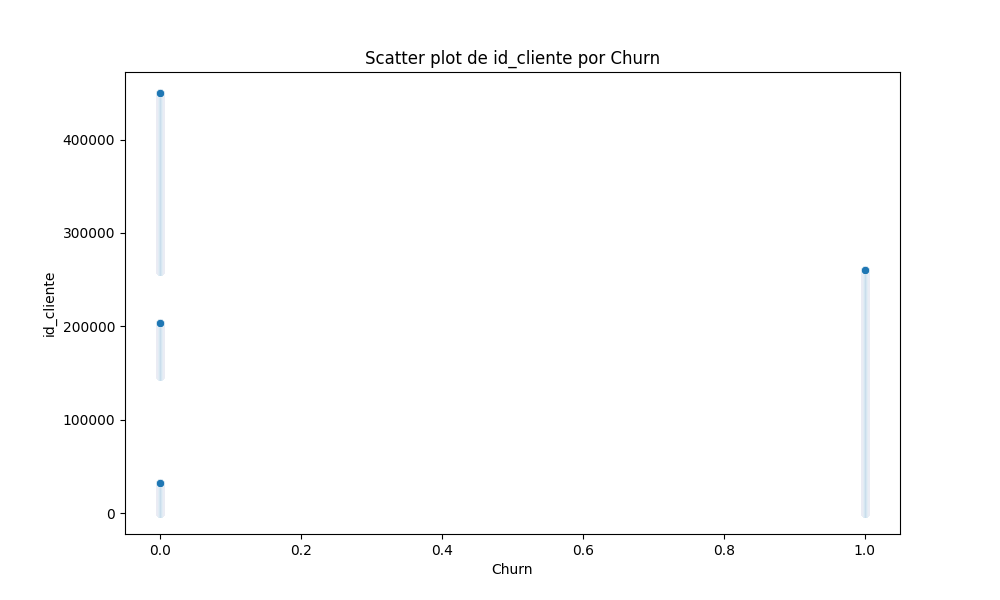 Scatter plot de id_cliente por Churn
id_cliente
400000
300000
200000
100000
0
0.0 0.2 0.4 0.6 0.8 1.0
Churn